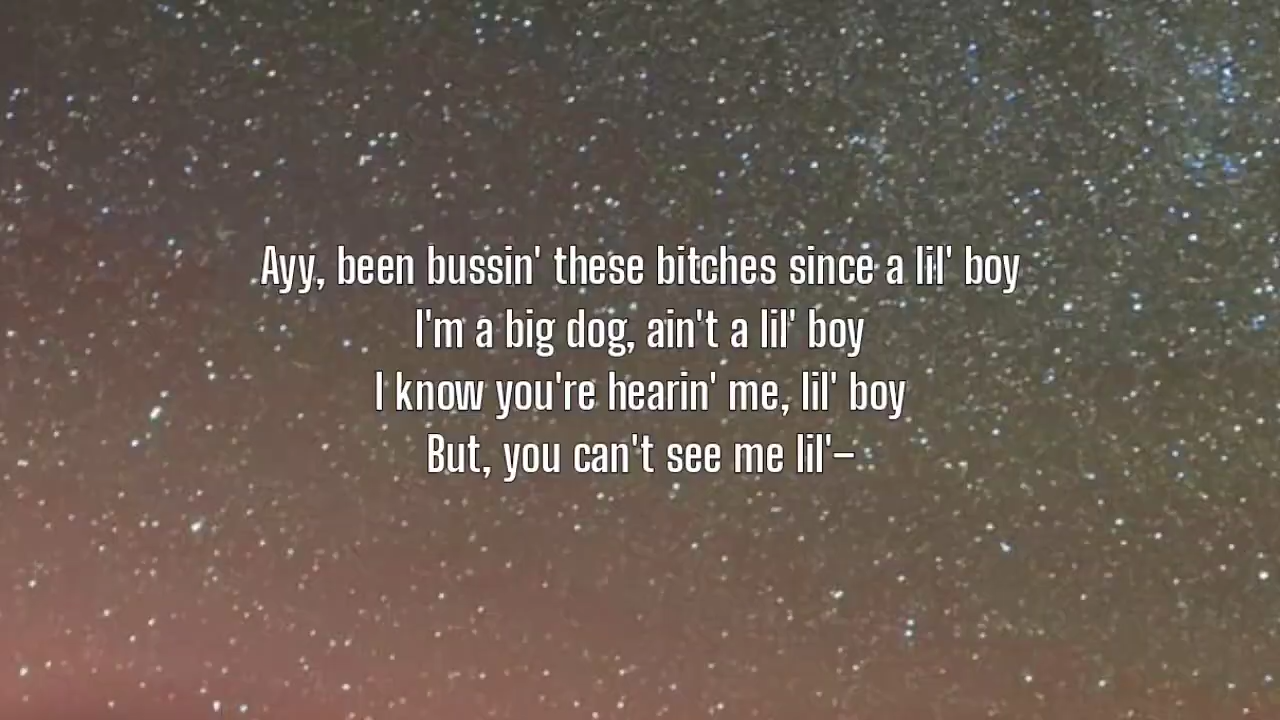 Ayy, been bussin' these bitches since a lil' boy
I'm a big dog, ain't a lil' boy
I know you're hearin' me, lil' boy
But, you can't see me lil'–